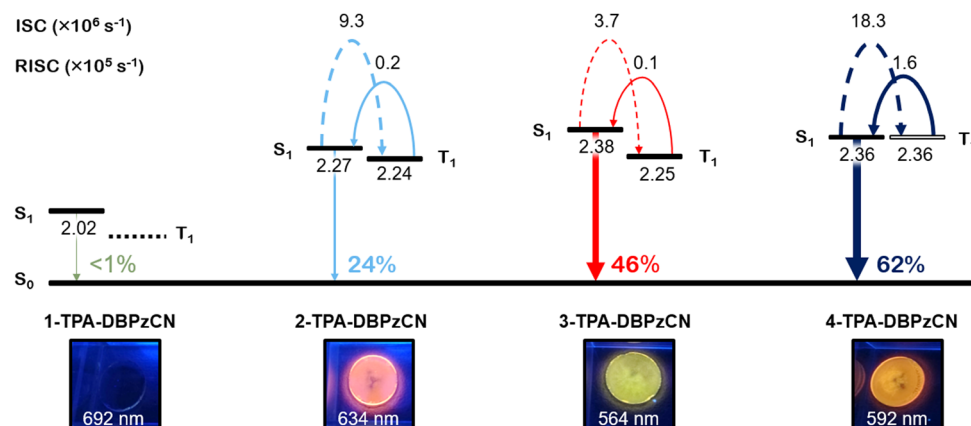 ISC (×10⁶ s⁻¹) 9.3 3.7 18.3
RISC (×10⁵ s⁻¹) 0.2 0.1 1.6
S₁ 2.27 2.24 T₁
S₁ 2.38 2.25 T₁
S₁ 2.36 2.36
S₁ 2.02 T₁
<1% 24% 46% 62%
S₀
1-TPA-DBPzCN 2-TPA-DBPzCN 3-TPA-DBPzCN 4-TPA-DBPzCN
692 nm 634 nm 564 nm 592 nm